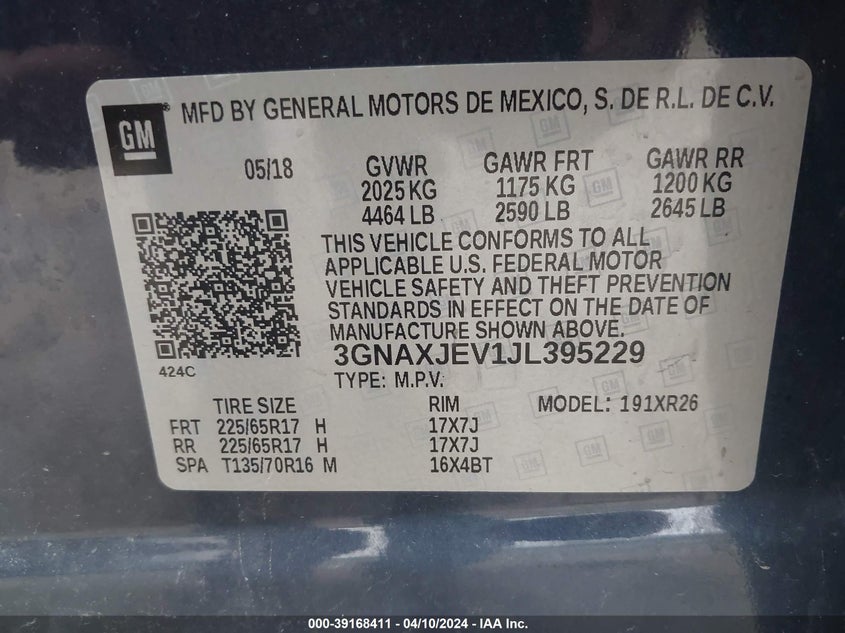 GM ® MFD BY GENERAL MOTORS DE MEXICO, S. DE R.L. DE C.V.
05/18 GVWR GAWR FRT GAWR RR
2025 KG 1175 KG 1200 KG
4464 LB 2590 LB 2645 LB
THIS VEHICLE CONFORMS TO ALL
APPLICABLE U.S. FEDERAL MOTOR
VEHICLE SAFETY AND THEFT PREVENTION
STANDARDS IN EFFECT ON THE DATE OF
MANUFACTURE SHOWN ABOVE.
424C
3GNAXJEV1JL395229
TYPE: M.P.V.
TIRE SIZE RIM MODEL: 191XR26
FRT 225/65R17 H 17X7J
RR 225/65R17 H 17X7J
SPA T135/70R16 M 16X4BT
000-39168411 - 04/10/2024 - IAA Inc.